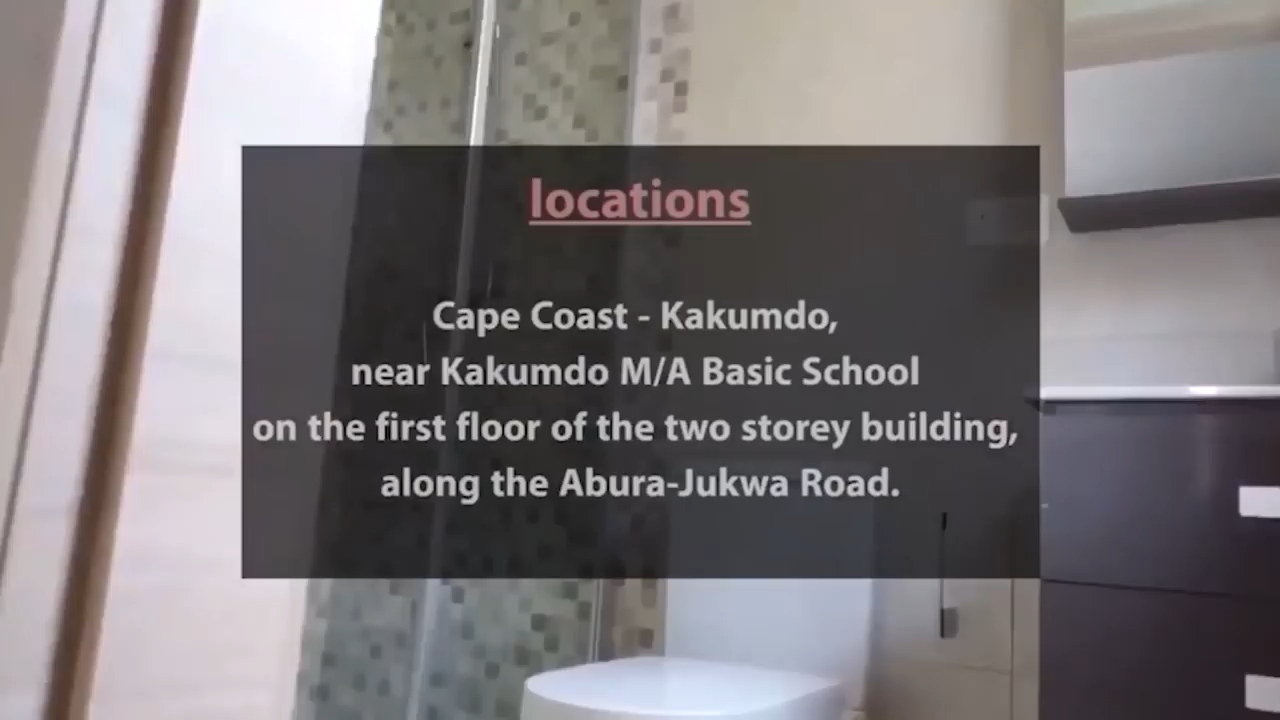 locations
Cape Coast - Kakumdo,
near Kakumdo M/A Basic School
on the first floor of the two storey building,
along the Abura-Jukwa Road.